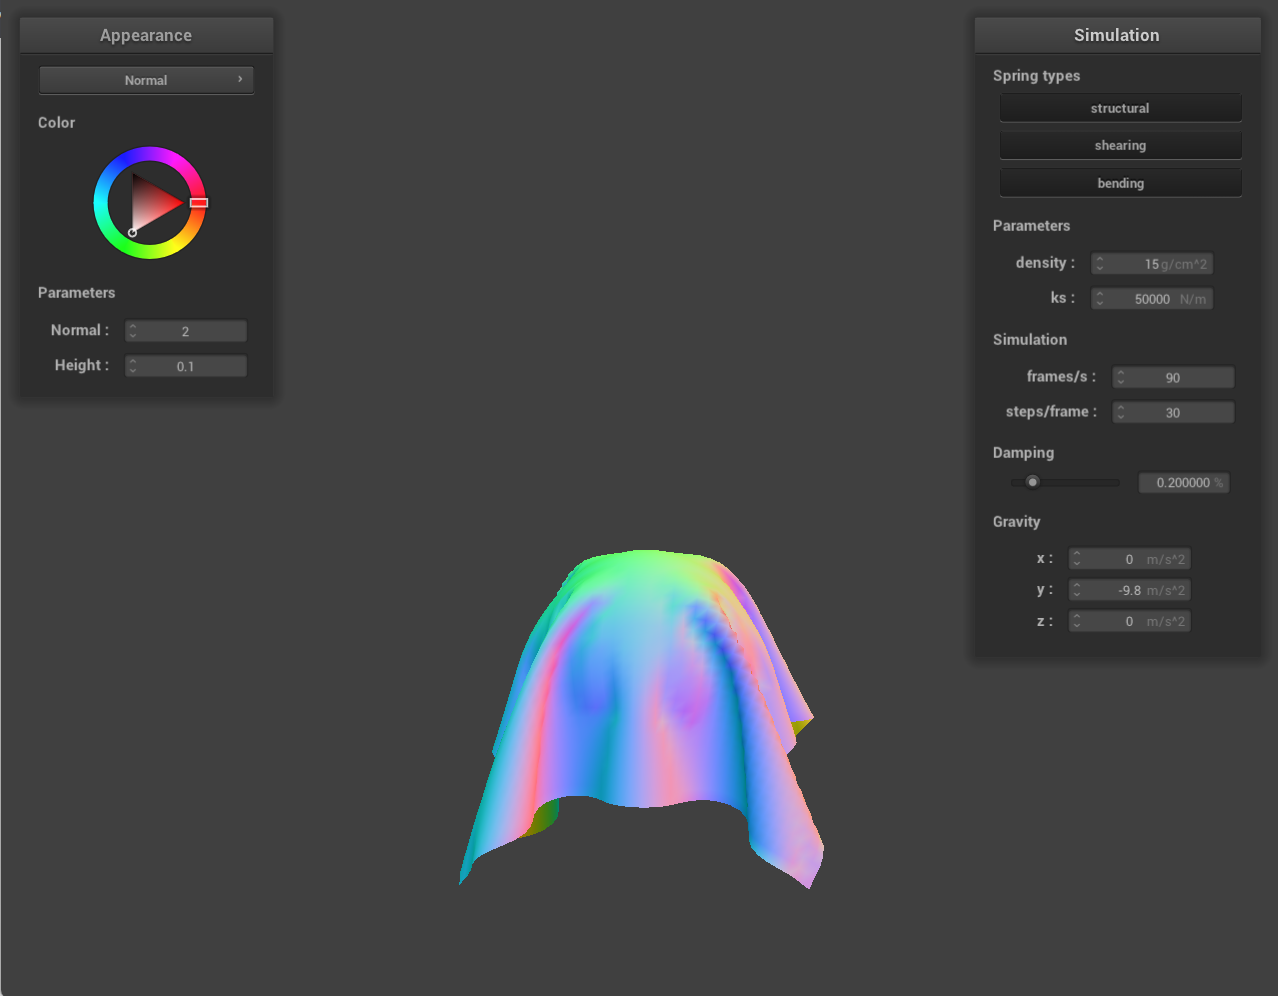 Appearance
Normal
Color
Parameters
Normal :
2
Height :
0.1
Simulation
Spring types
structural
shearing
bending
Parameters
density :
15 g/cm^2
ks :
50000 N/m
Simulation
frames/s :
90
steps/frame :
30
Damping
0.200000 %
Gravity
x :
0 m/s^2
y :
-9.8 m/s^2
z :
0 m/s^2